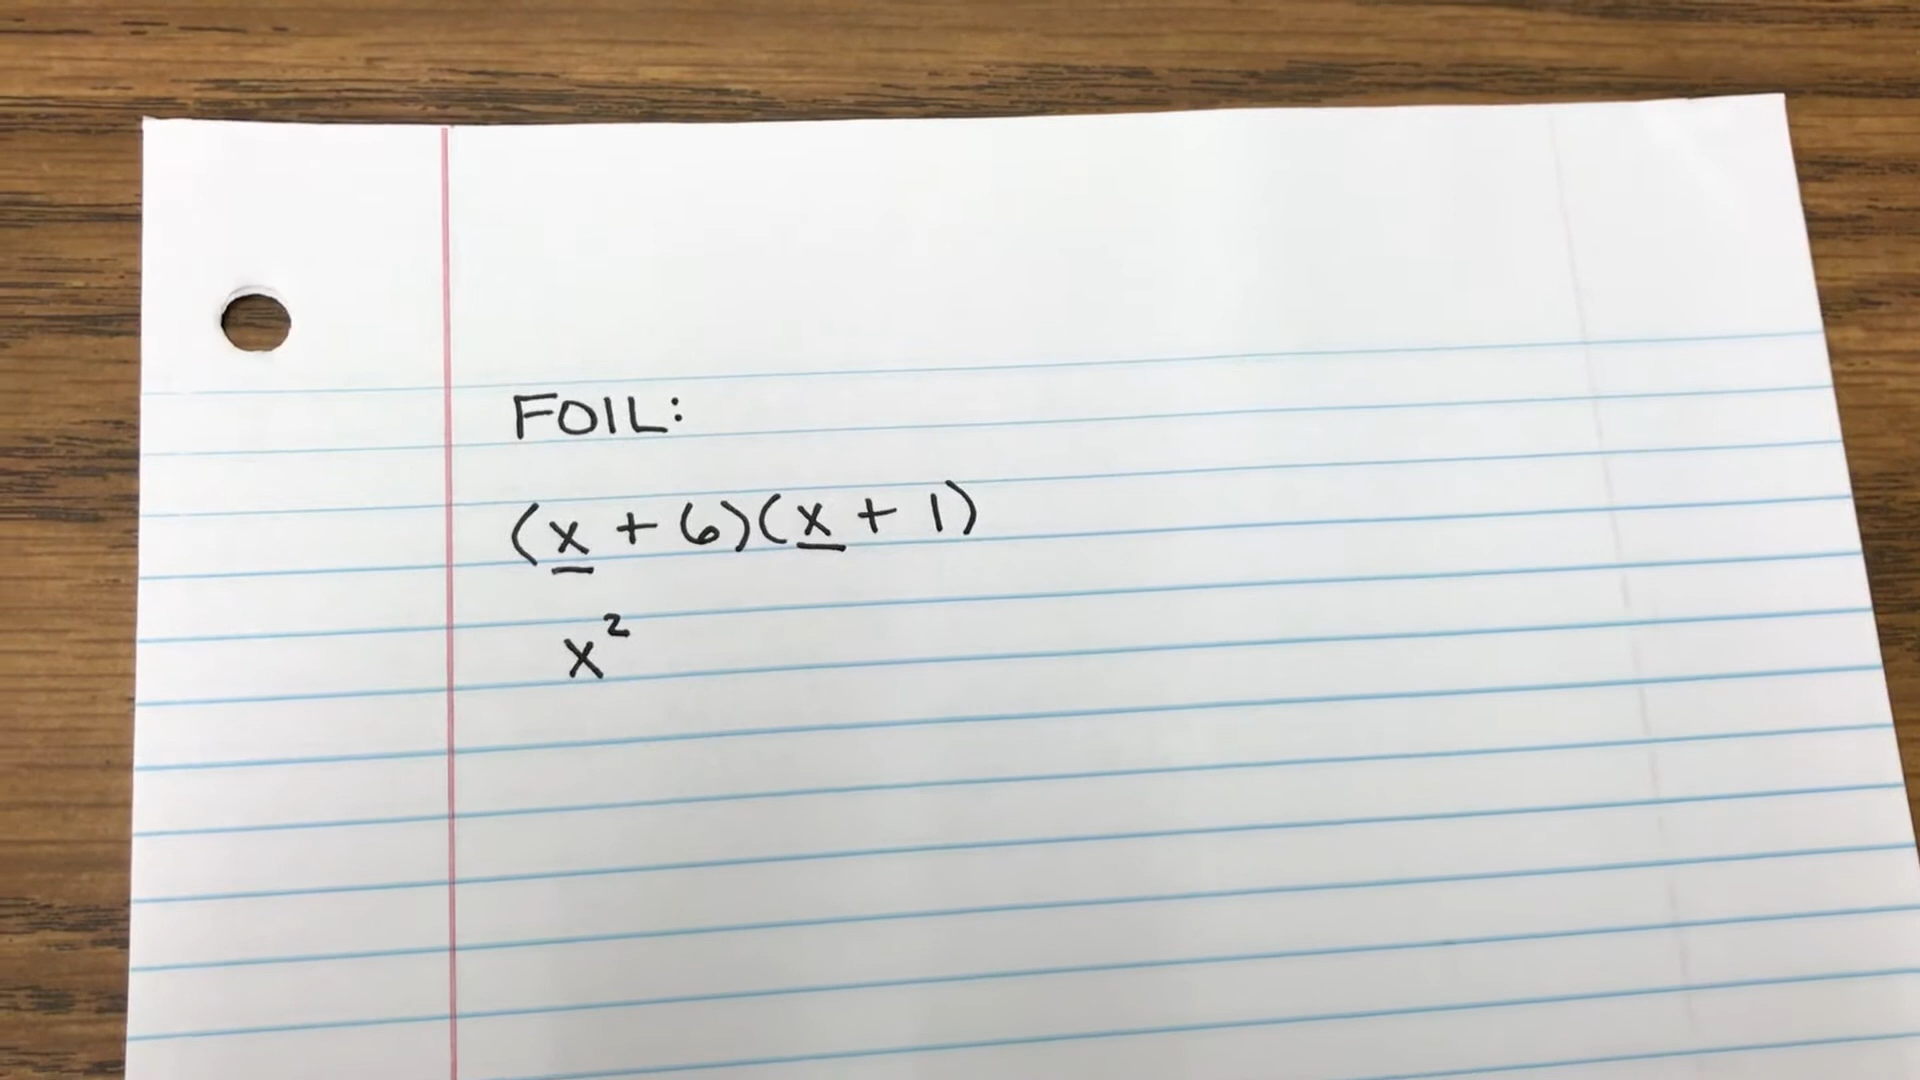 FOIL:
(x + 6)(x + 1)
x²